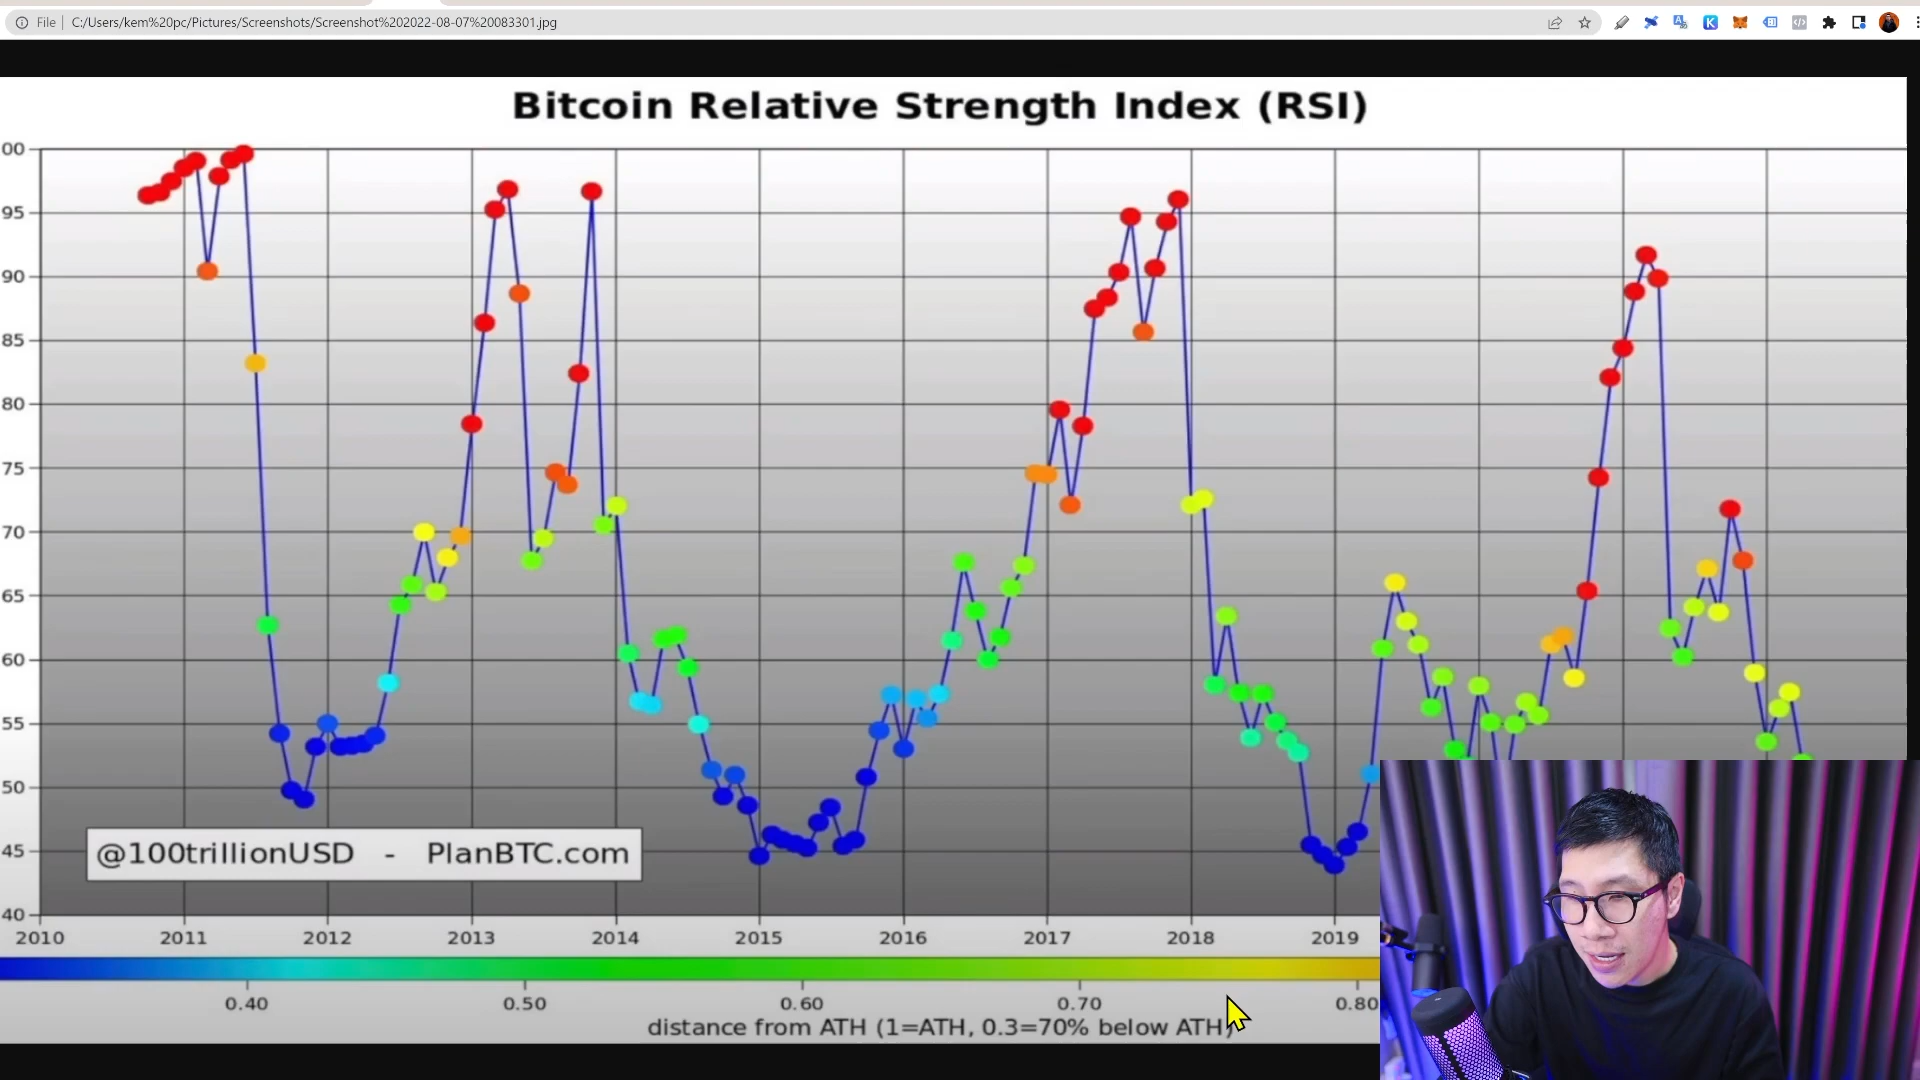 File | C:/Users/kem%20pc/Pictures/Screenshots/Screenshot%202022-08-07%20083301.jpg
Bitcoin Relative Strength Index (RSI)
00
95
90
85
80
75
70
65
60
55
50
45
40
@100trillionUSD - PlanBTC.com
2010 2011 2012 2013 2014 2015 2016 2017 2018 2019
0.40 0.50 0.60 0.70 0.80
distance from ATH (1=ATH, 0.3=70% below ATH)